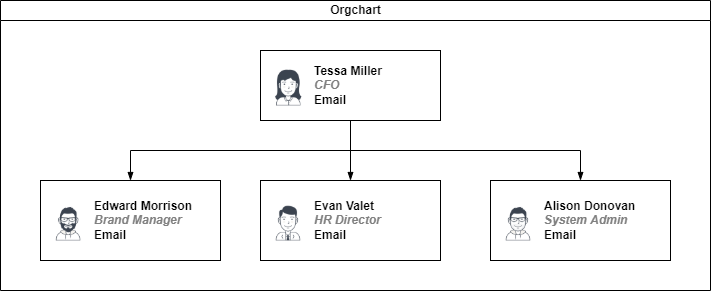 Orgchart
Tessa Miller
CFO
Email
Edward Morrison
Brand Manager
Email
Evan Valet
HR Director
Email
Alison Donovan
System Admin
Email